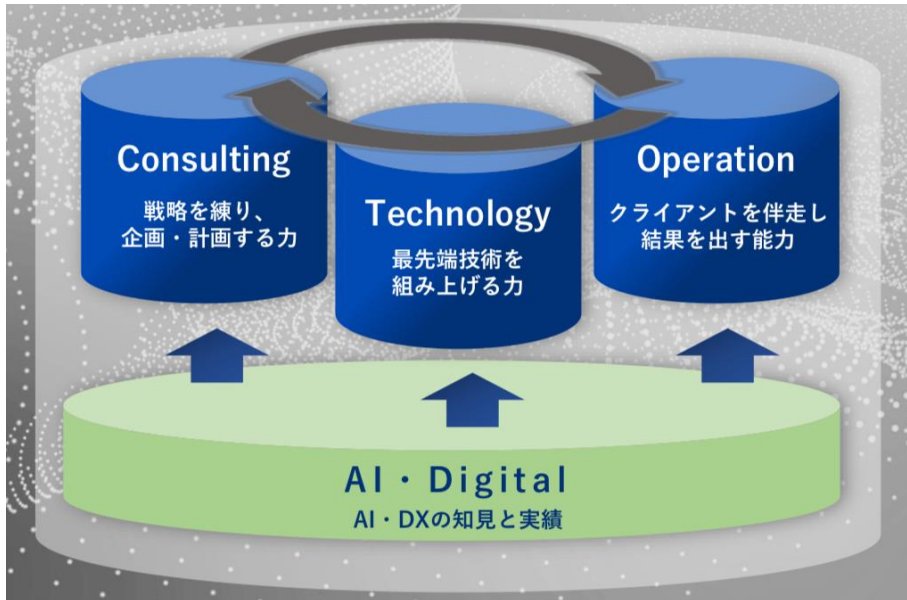 Consulting
戦略を練り、
企画・計画する力
Technology
最先端技術を
組み上げる力
Operation
クライアントを伴走し
結果を出す能力
AI・Digital
AI・DXの知見と実績